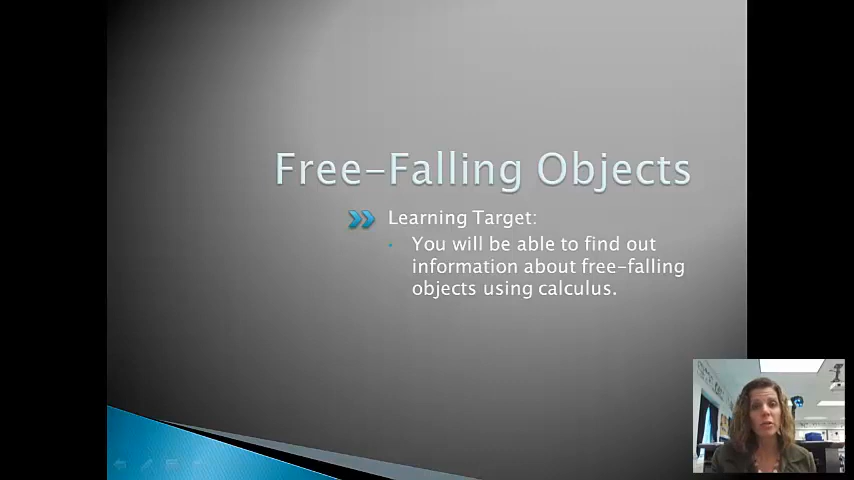 Free-Falling Objects
Learning Target:
You will be able to find out
information about free-falling
objects using calculus.